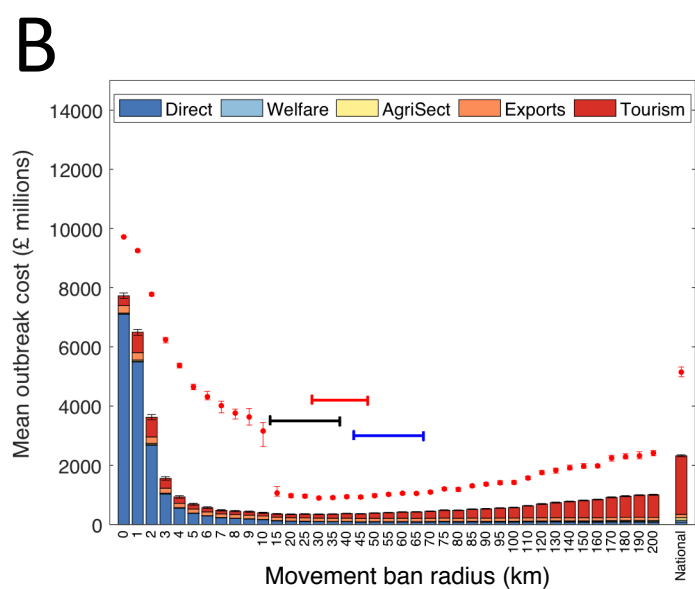 B
Direct Welfare AgriSect Exports Tourism
Mean outbreak cost (£ millions)
14000
12000
10000
8000
6000
4000
2000
0
0 1 2 3 4 5 6 7 8 9 10 15 20 25 30 35 40 45 50 55 60 65 70 75 80 85 90 95 100 110 120 130 140 150 160 170 180 190 200 National
Movement ban radius (km)